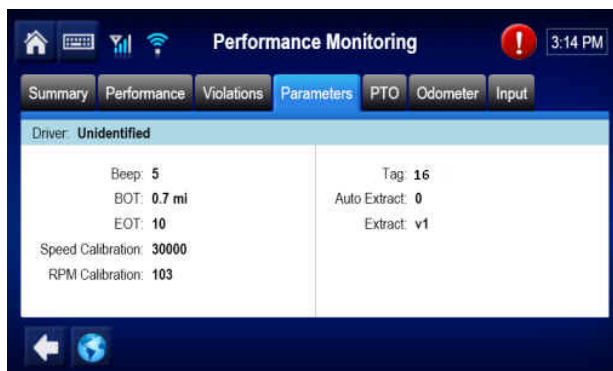 Performance Monitoring
3:14 PM
Summary Performance Violations Parameters PTO Odometer Input
Driver: Unidentified
Beep: 5
BOT: 0.7 mi
EOT: 10
Speed Calibration: 30000
RPM Calibration: 103
Tag: 16
Auto Extract: 0
Extract: v1